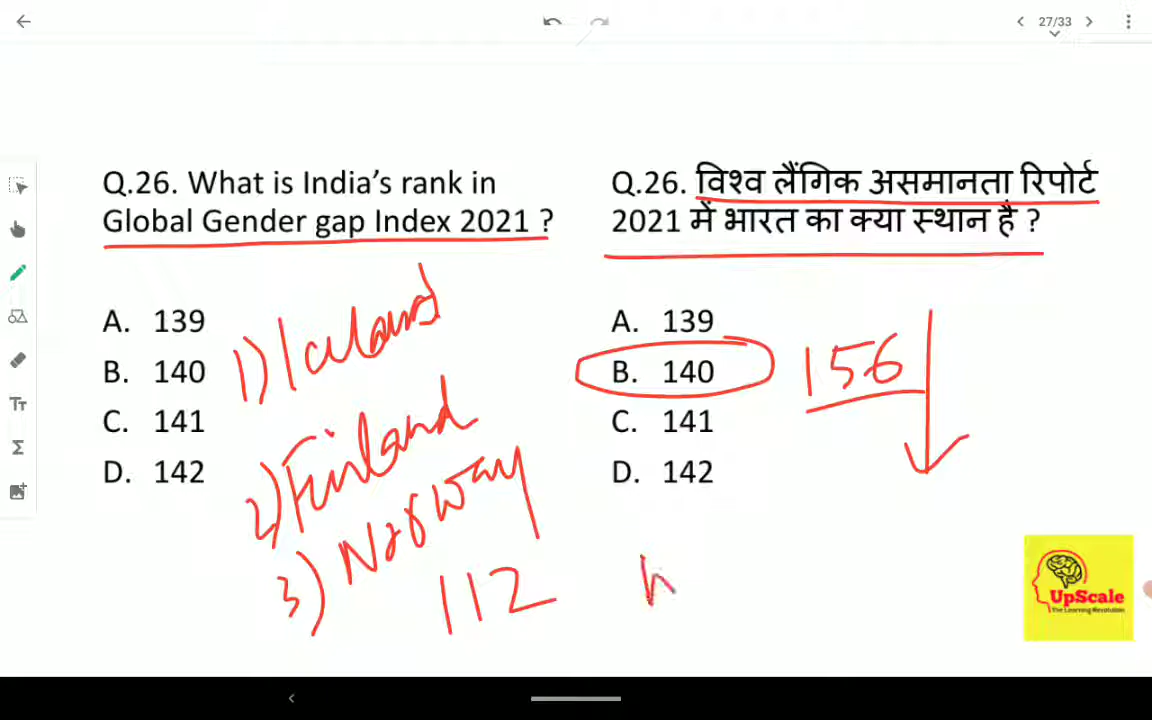 27/33
Q.26. What is India's rank in
Global Gender gap Index 2021 ?
A. 139
B. 140
C. 141
D. 142
1) Iceland
2) Finland
3) Norway
112
Q.26. विश्व लैंगिक असमानता रिपोर्ट
2021 में भारत का क्या स्थान है ?
A. 139
B. 140
C. 141
D. 142
156
UpScale
The Learning Revolution
Tт
Σ